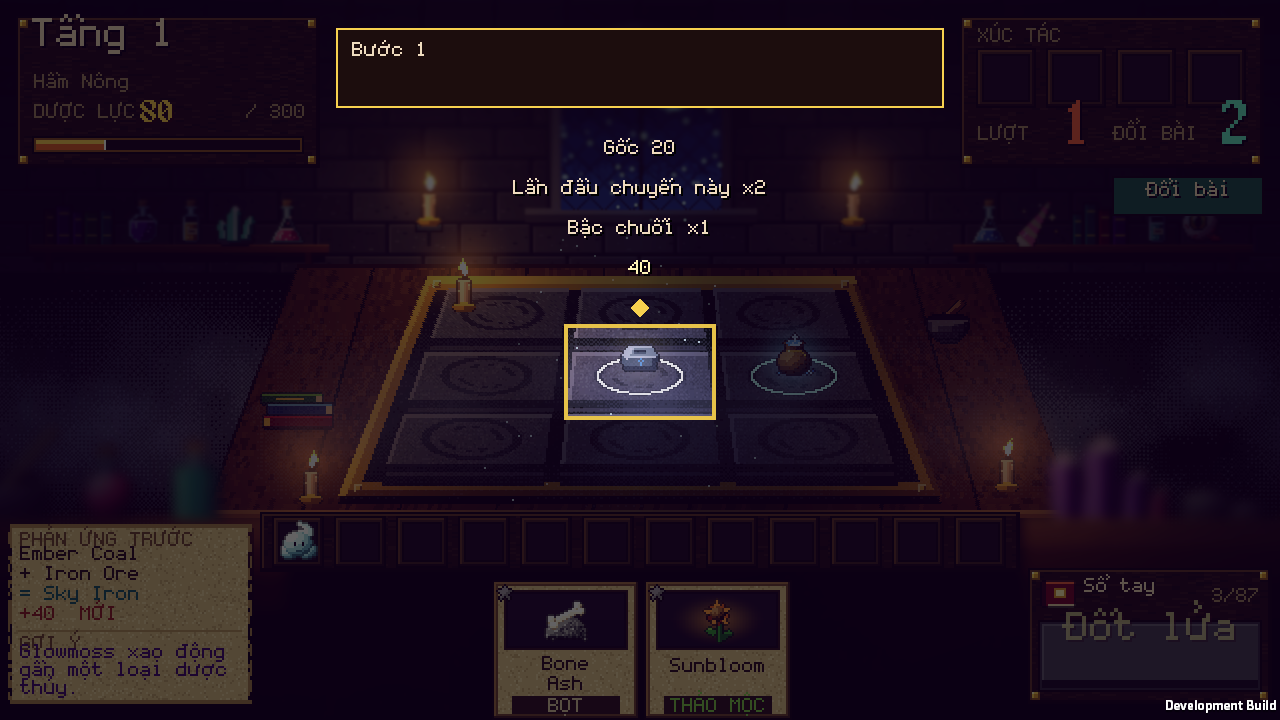 Tầng 1
Hầm Nông
DƯỢC LỰC 80 / 300
Bước 1
XÚC TÁC
LƯỢT 1 ĐỔI BÀI 2
Đổi bài
Gốc 20
Lần đầu chuyến này x2
Bậc chuỗi x1
40
PHẢN ỨNG TRƯỚC
Ember Coal
+ Iron Ore
= Sky Iron
+40 MỚI
GỢI Ý
Glowmoss xao động
gần một loại dược
thủy.
Bone
Ash
BỘT
Sunbloom
THẢO MỘC
Sổ tay
3/87
Đốt lửa
Development Build